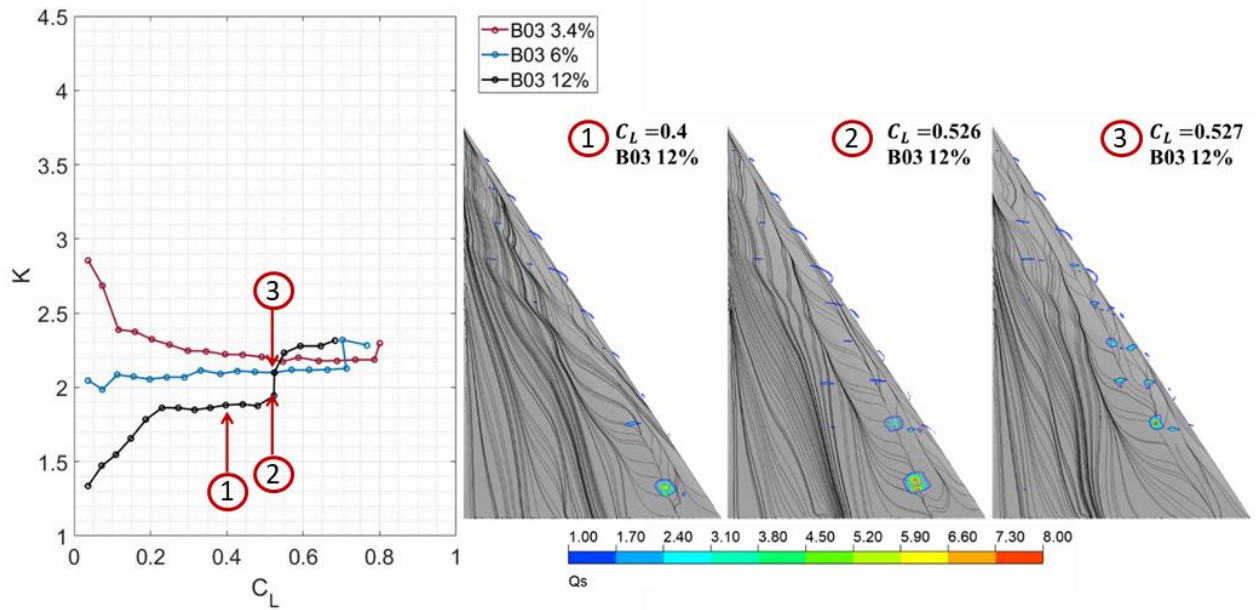 4.5
4
3.5
3
2.5
2
1.5
1
K
0
0.2
0.4
0.6
0.8
1
C_L
B03 3.4%
B03 6%
B03 12%
3
1
2
1 C_L =0.4
B03 12%
2 C_L =0.526
B03 12%
3 C_L =0.527
B03 12%
1.00 1.70 2.40 3.10 3.80 4.50 5.20 5.90 6.60 7.30 8.00
Qs